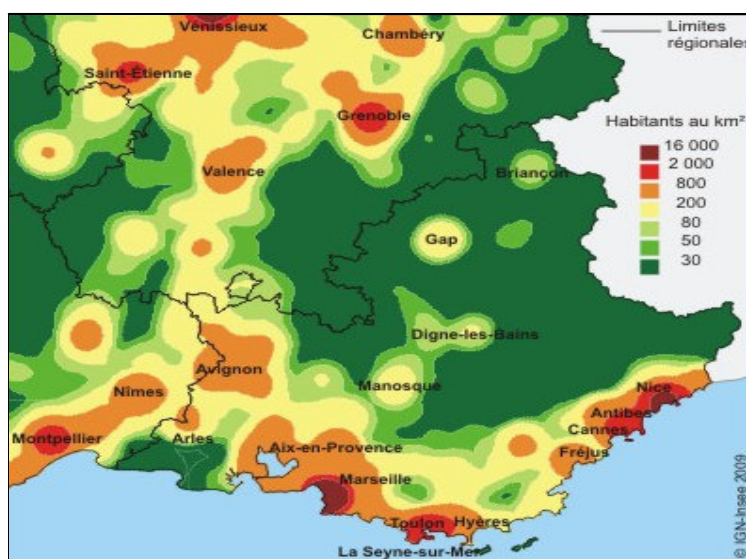 Vénissieux
Chambéry
Limites
régionales
Saint-Étienne
Grenoble
Habitants au km²
16 000
2 000
800
200
80
50
30
Valence
Briançon
Gap
Digne-les-Bains
Avignon
Manosque
Nîmes
Nice
Antibes
Cannes
Montpellier
Arles
Aix-en-Provence
Fréjus
Marseille
Toulon
Hyères
La Seyne-sur-Mer
© IGN-Insee 2009